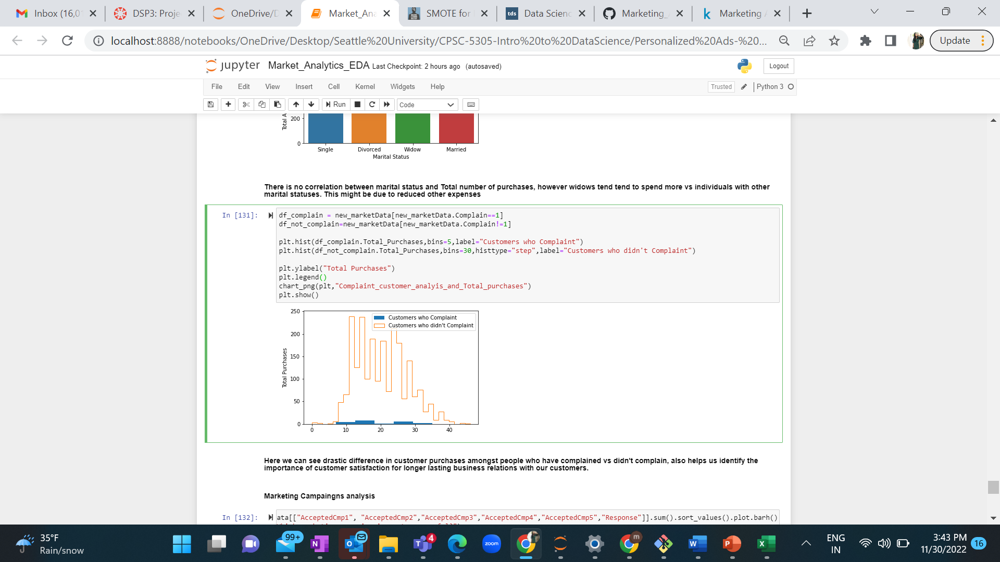 Inbox (16,0
DSP3: Proje
OneDrive/D
Market_Ana
SMOTE for
tds
Data Scienc
Marketing_
k
Marketing A
localhost:8888/notebooks/OneDrive/Desktop/Seattle%20University/CPSC-5305-Intro%20to%20DataScience/Personalized%20Ads-%20...
Update
jupyter
Market_Analytics_EDA
Last Checkpoint: 2 hours ago
(autosaved)
Logout
File
Edit
View
Insert
Cell
Kernel
Widgets
Help
Trusted
Python 3
Run
Code
Total A
200
0
Single
Divorced
Widow
Married
Marital Status
There is no correlation between marital status and Total number of purchases, however widows tend tend to spend more vs individuals with other
marital statuses. This might be due to reduced other expenses
In [131]:
df_complain = new_marketData[new_marketData.Complain==1]
df_not_complain=new_marketData[new_marketData.Complain!=1]
plt.hist(df_complain.Total_Purchases,bins=5,label="Customers who Complaint")
plt.hist(df_not_complain.Total_Purchases,bins=30,histtype="step",label="Customers who didn't Complaint")
plt.ylabel("Total Purchases")
plt.legend()
chart_png(plt,"Complaint_customer_analyis_and_Total_purchases")
plt.show()
Customers who Complaint
Customers who didn't Complaint
Total Purchases
250
200
150
100
50
0
0
10
20
30
40
Here we can see drastic difference in customer purchases amongst people who have complained vs didn't complain, also helps us identify the
importance of customer satisfaction for longer lasting business relations with our customers.
Marketing Campaingns analysis
In [132]:
ata[["AcceptedCmp1", "AcceptedCmp2","AcceptedCmp3","AcceptedCmp4","AcceptedCmp5","Response"]].sum().sort_values().plot.barh()
35°F
Rain/snow
99+
N
O
T
4
zoom
m
W
P
X
ENG
IN
3:43 PM
11/30/2022
16